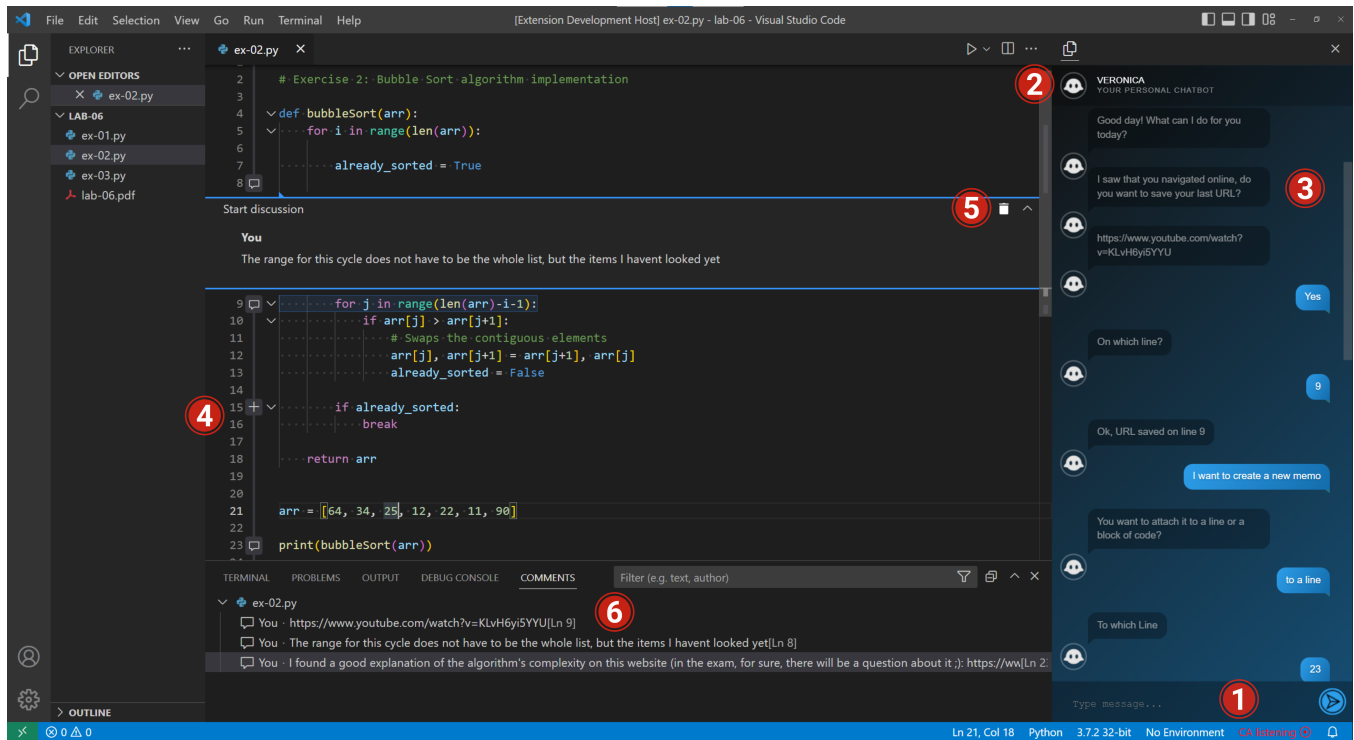 File Edit Selection View Go Run Terminal Help
[Extension Development Host] ex-02.py - lab-06 - Visual Studio Code
EXPLORER
OPEN EDITORS
ex-02.py
LAB-06
ex-01.py
ex-02.py
ex-03.py
lab-06.pdf
OUTLINE
ex-02.py
2 # Exercise 2: Bubble Sort algorithm implementation
3
4 def bubbleSort(arr):
5 for i in range(len(arr)):
6
7 already_sorted = True
8
Start discussion
5
You
The range for this cycle does not have to be the whole list, but the items I havent looked yet
9 for j in range(len(arr)-i-1):
10 if arr[j] > arr[j+1]:
11 # Swaps the contiguous elements
12 arr[j], arr[j+1] = arr[j+1], arr[j]
13 already_sorted = False
14
4
15 if already_sorted:
16 break
17
18 return arr
19
20
21 arr = [64, 34, 25, 12, 22, 11, 90]
22
23 print(bubbleSort(arr))
TERMINAL PROBLEMS OUTPUT DEBUG CONSOLE COMMENTS
Filter (e.g. text, author)
ex-02.py
6
You · https://www.youtube.com/watch?v=KLvH6yi5YYU[Ln 9]
You · The range for this cycle does not have to be the whole list, but the items I havent looked yet[Ln 8]
You · I found a good explanation of the algorithm's complexity on this website (in the exam, for sure, there will be a question about it ;): https://ww[Ln 2
2
VERONICA
YOUR PERSONAL CHATBOT
Good day! What can I do for you
today?
3
I saw that you navigated online, do
you want to save your last URL?
https://www.youtube.com/watch?
v=KLvH6yi5YYU
Yes
On which line?
9
Ok, URL saved on line 9
I want to create a new memo
You want to attach it to a line or a
block of code?
to a line
To which Line
23
Type message...
1
0 0
Ln 21, Col 18 Python 3.7.2 32-bit No Environment CA listening